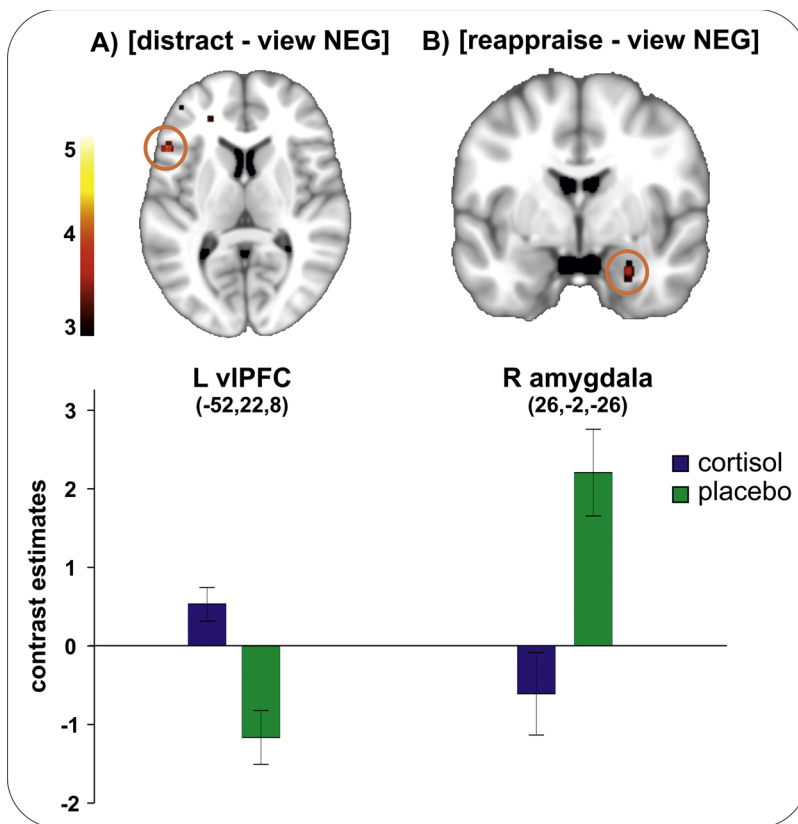 A) [distract - view NEG]
B) [reappraise - view NEG]
5
4
3
L vlPFC
(-52,22,8)
R amygdala
(26,-2,-26)
contrast estimates
3
2
1
0
-1
-2
cortisol
placebo